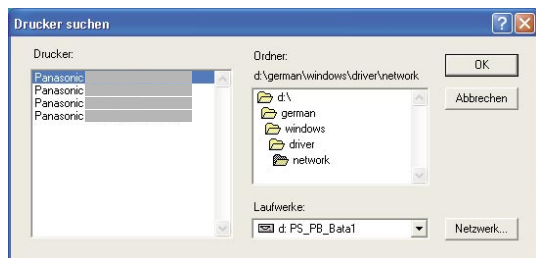 Drucker suchen
Drucker:
Panasonic
Panasonic
Panasonic
Panasonic
Ordner:
d:\german\windows\driver\network
d:\
german
windows
driver
network
Laufwerke:
d: PS_PB_Bata1
OK
Abbrechen
Netzwerk...